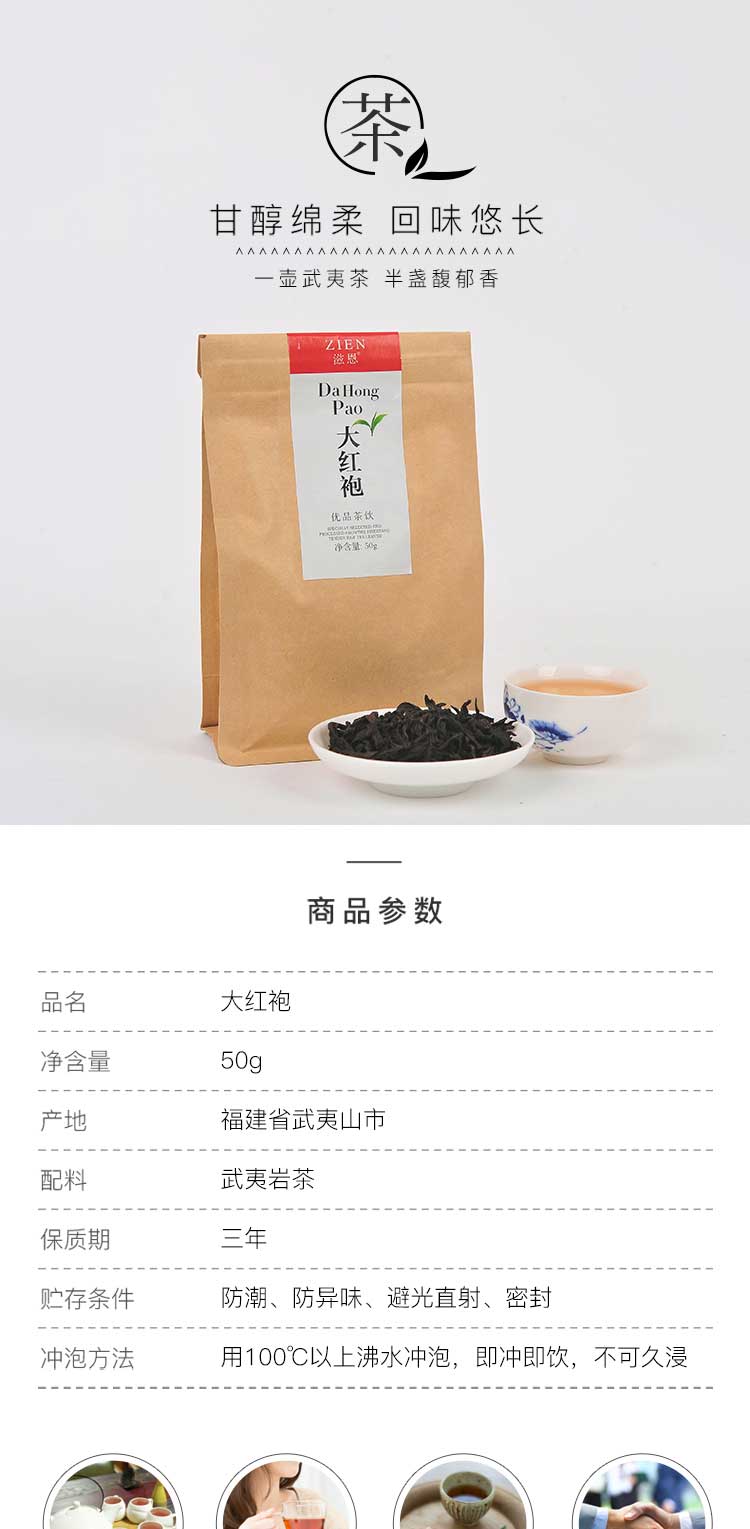 茶
甘醇绵柔 回味悠长
一壶武夷茶 半盏馥郁香
ZIEN
滋恩®
Da Hong
Pao
大红袍
优品茶饮
净含量: 50g
商品参数
品名 大红袍
净含量 50g
产地 福建省武夷山市
配料 武夷岩茶
保质期 三年
贮存条件 防潮、防异味、避光直射、密封
冲泡方法 用100℃以上沸水冲泡，即冲即饮，不可久浸